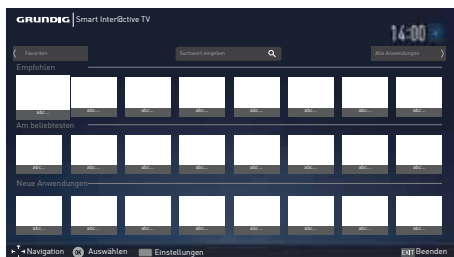 GRUNDIG Smart Inter@ctive TV
14:00
Favoriten Suchwort eingeben Alle Anwendungen
Empfohlen
abc... abc... abc... abc... abc... abc... abc... abc...
Am beliebtesten
abc... abc... abc... abc... abc... abc... abc... abc...
Neue Anwendungen
abc... abc... abc... abc... abc... abc... abc... abc...
Navigation OK Auswählen Einstellungen EXIT Beenden